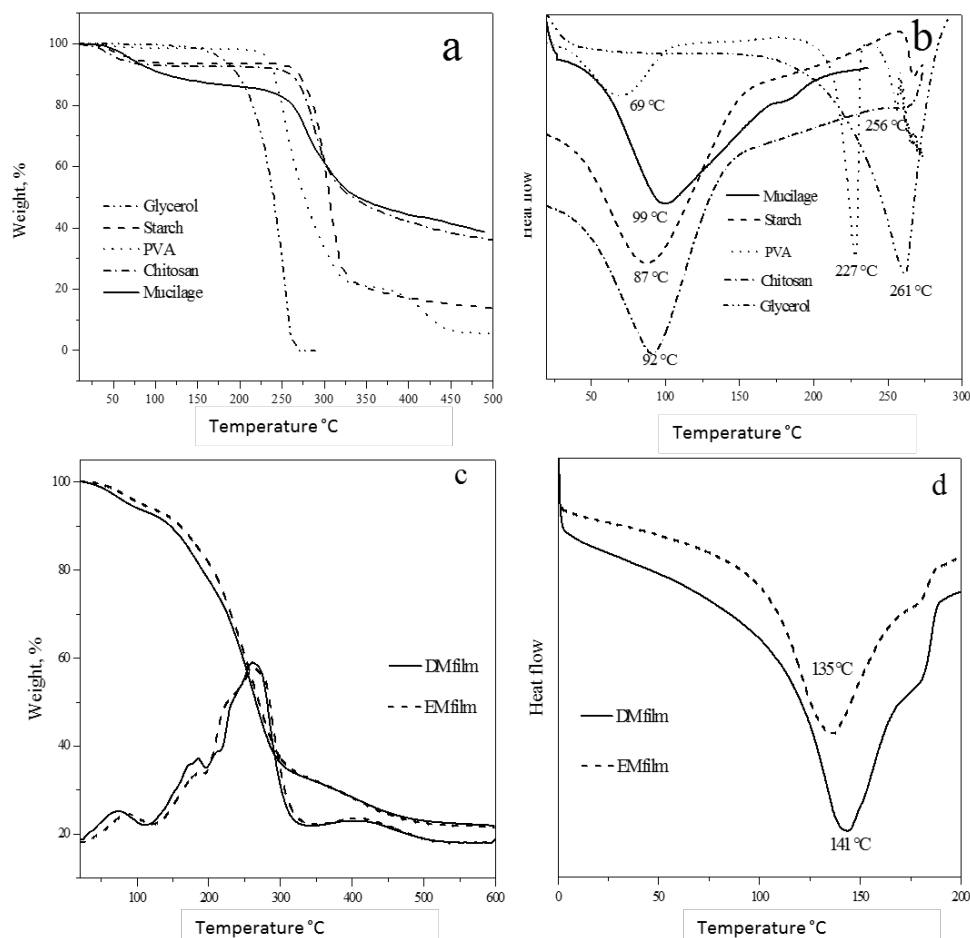 a
100
80
60
40
20
0
Weight, %
Glycerol
Starch
PVA
Chitosan
Mucilage
50 100 150 200 250 300 350 400 450 500
Temperature °C
b
69 °C
256 °C
99 °C
87 °C
227 °C
261 °C
92 °C
Heat flow
Mucilage
Starch
PVA
Chitosan
Glycerol
50 100 150 200 250 300
Temperature °C
c
100
80
60
40
20
Weight, %
DMfilm
EMfilm
100 200 300 400 500 600
Temperature °C
d
135 °C
141 °C
Heat flow
DMfilm
EMfilm
0 50 100 150 200
Temperature °C